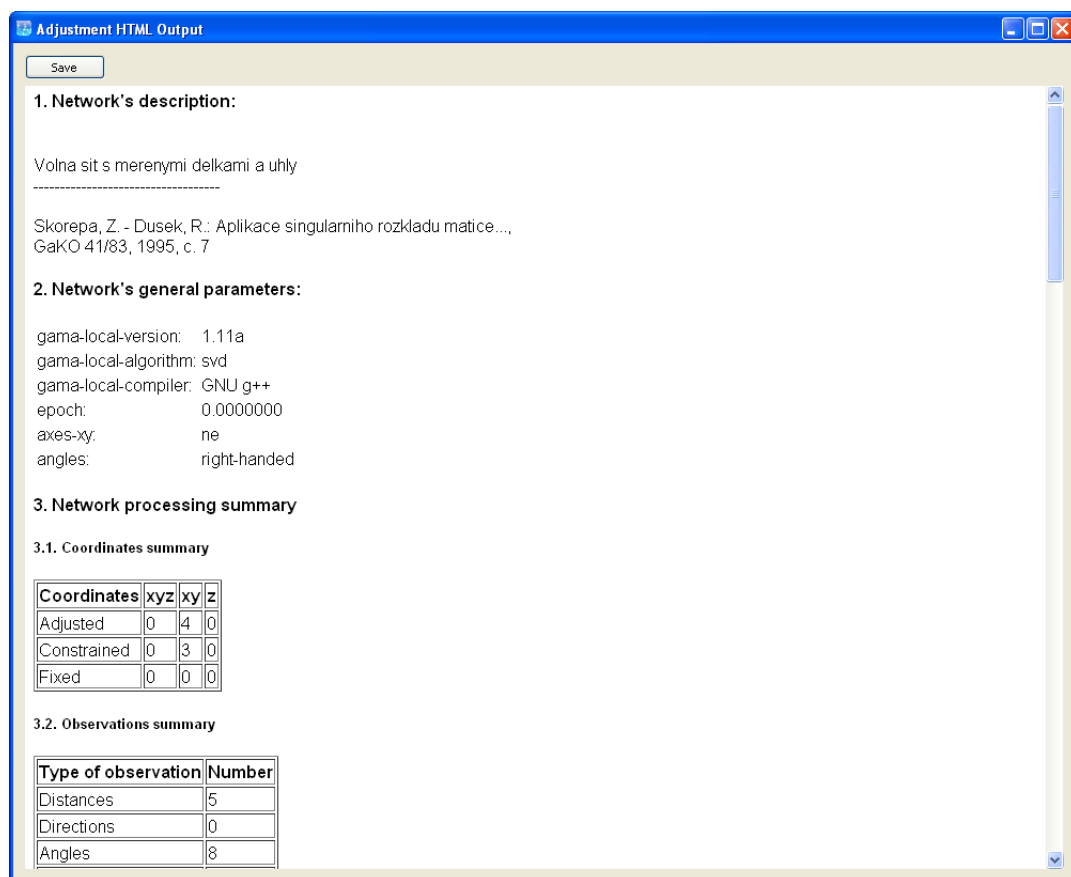 Adjustment HTML Output
Save
1. Network's description:
Volna sit s merenymi delkami a uhly
-----------------------------------
Skorepa, Z. - Dusek, R.: Aplikace singularniho rozkladu matice...,
GaKO 41/83, 1995, c. 7
2. Network's general parameters:
gama-local-version: 1.11a
gama-local-algorithm: svd
gama-local-compiler: GNU g++
epoch: 0.0000000
axes-xy: ne
angles: right-handed
3. Network processing summary
3.1. Coordinates summary
Coordinates xyz xy z
Adjusted 0 4 0
Constrained 0 3 0
Fixed 0 0 0
3.2. Observations summary
Type of observation Number
Distances 5
Directions 0
Angles 8